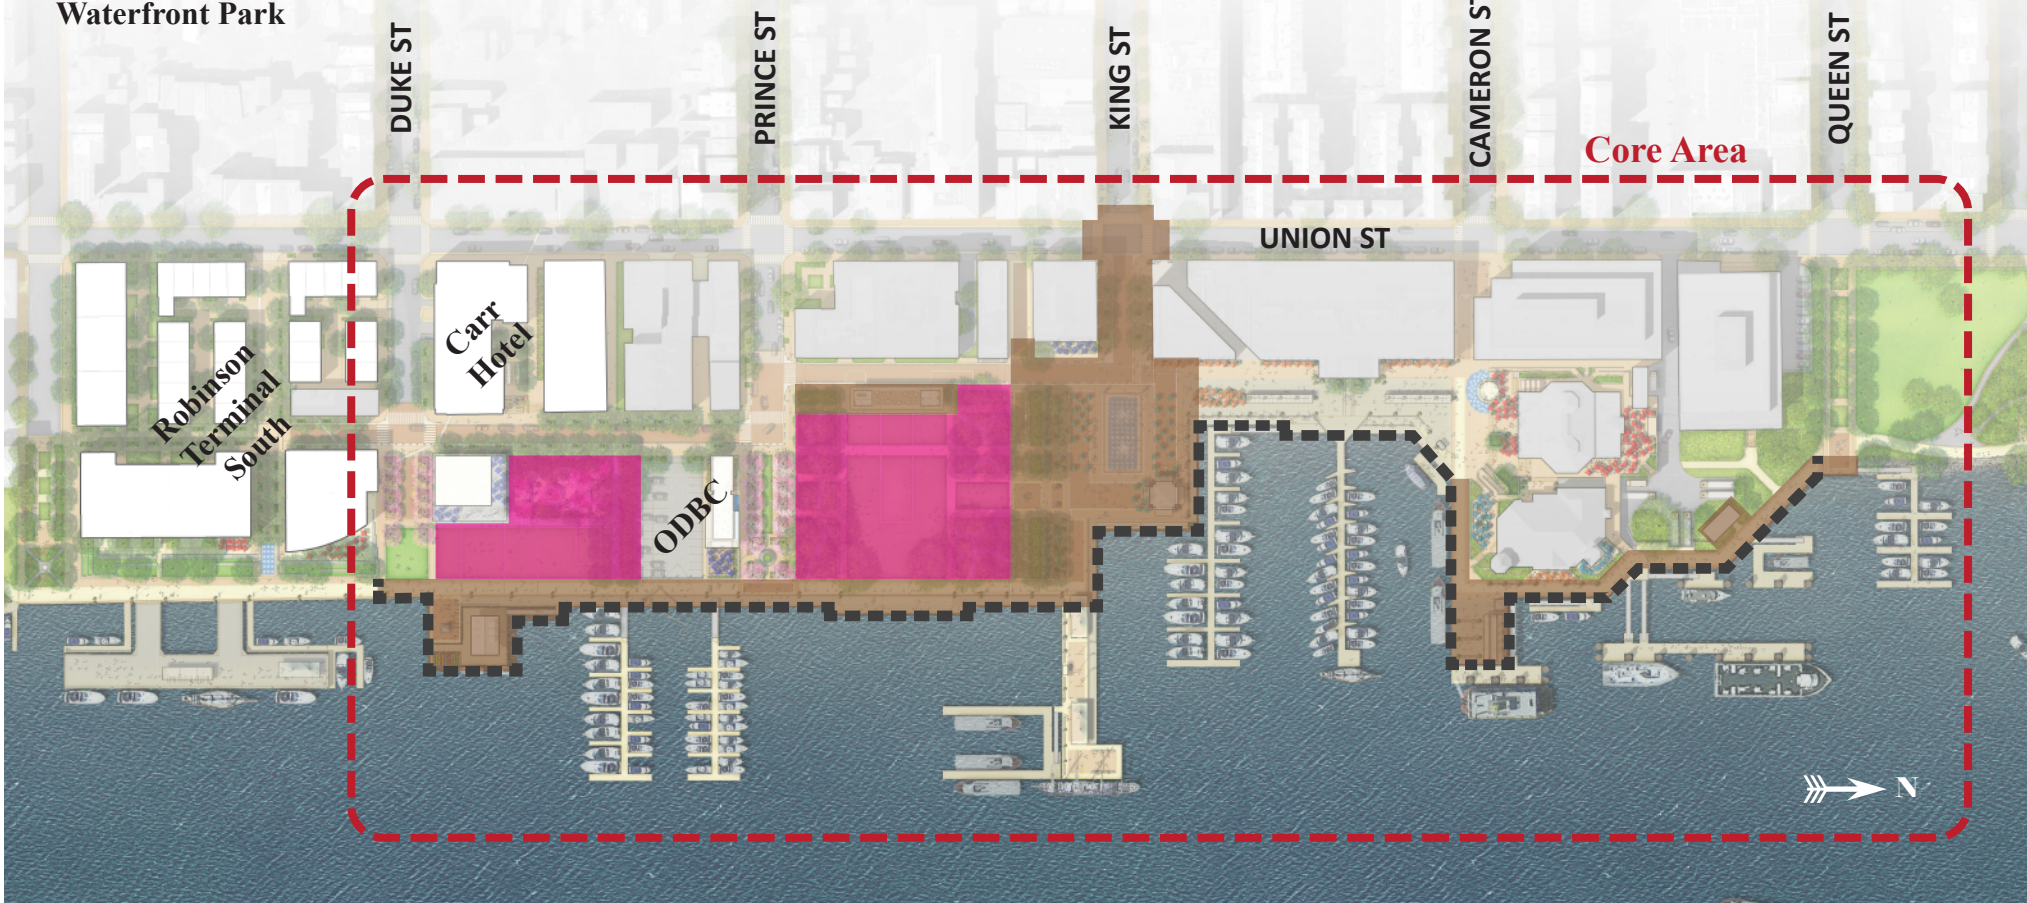 Waterfront Park
DUKE ST
PRINCE ST
KING ST
CAMERON ST
QUEEN ST
Core Area
UNION ST
Carr
Hotel
Robinson
Terminal
South
ODBC
N